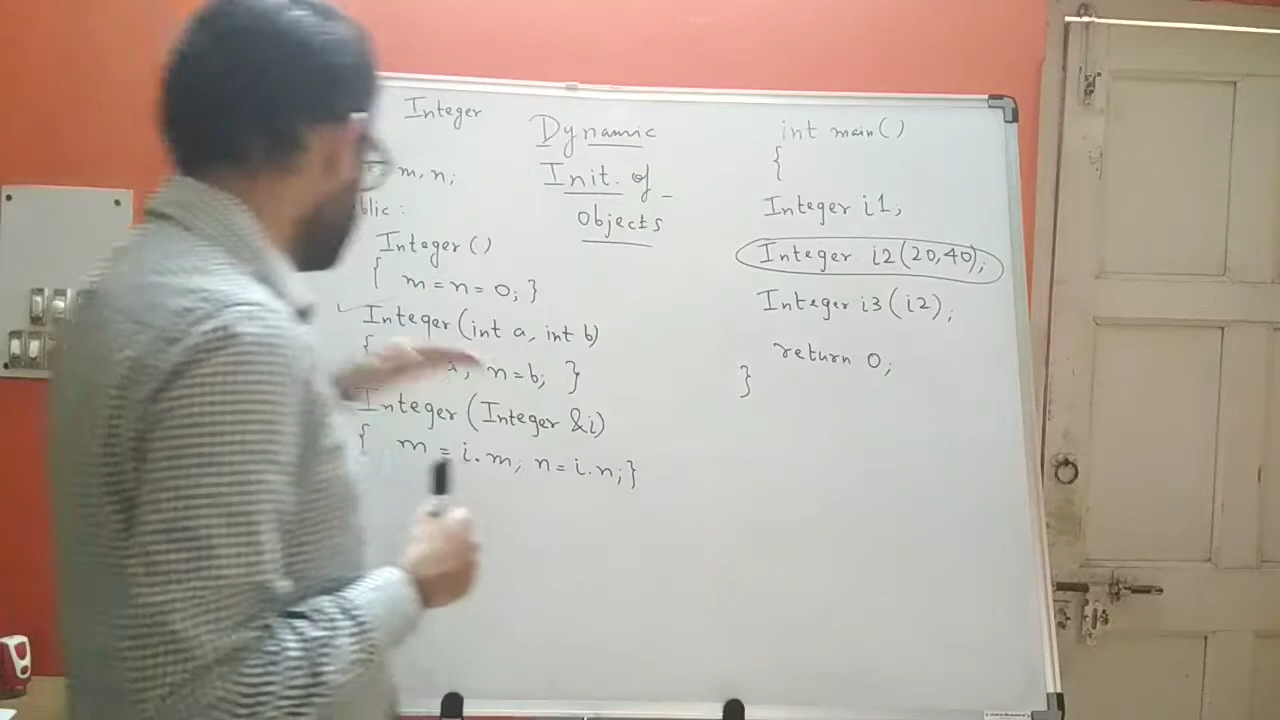 Integer
m, n;
Integer ()
{ m = n = 0; }
✓ Integer (int a, int b)
{ n = b; }
Integer (Integer &i)
{ m = i.m; n = i.n; }
Dynamic
Init. of
Objects
int main ()
{
Integer i1;
Integer i2 (20,40);
Integer i3 (i2);
return 0;
}